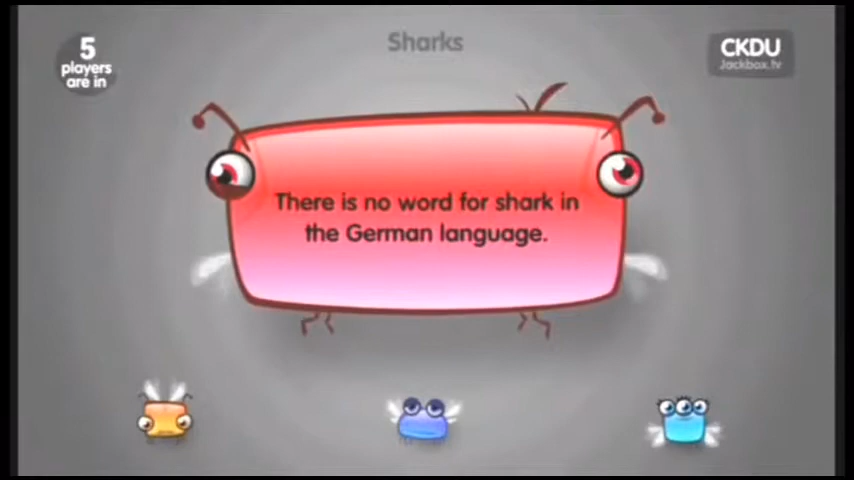 5
players
are in
Sharks
CKDU
Jackbox.tv
There is no word for shark in
the German language.